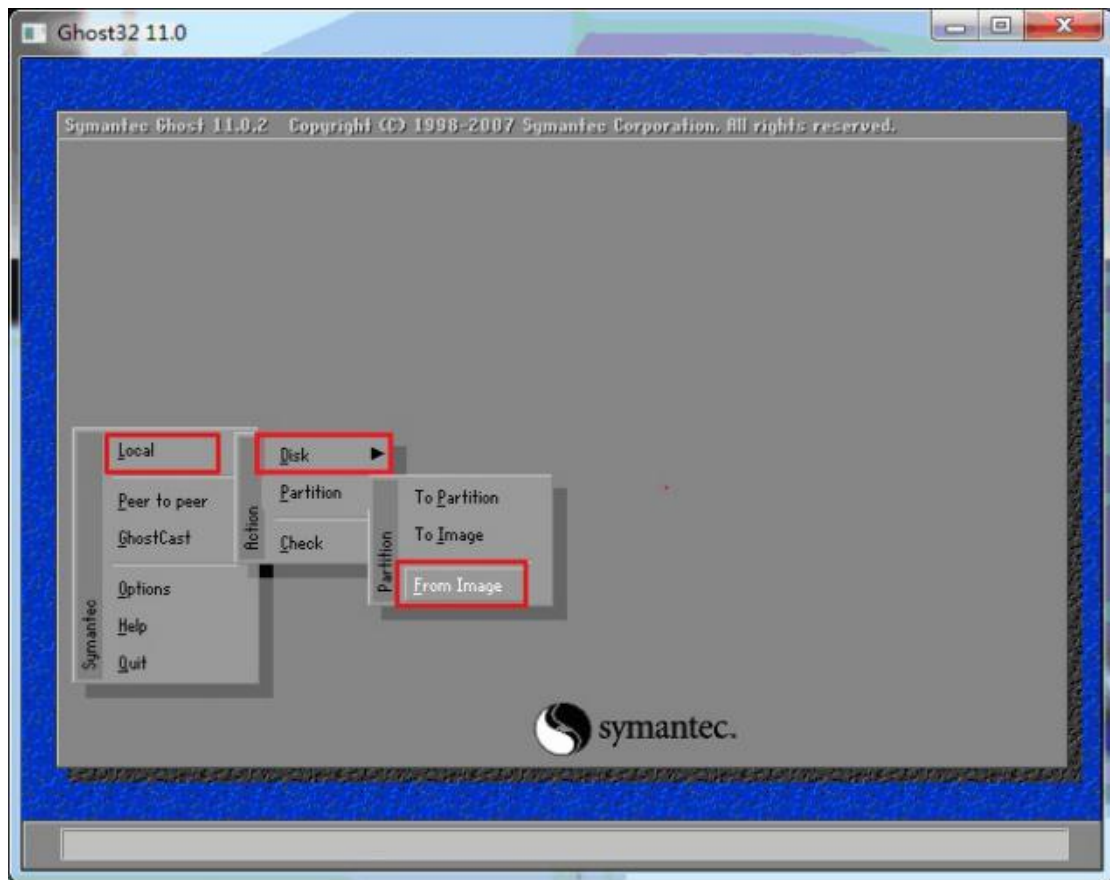 Ghost32 11.0
Symantec Ghost 11.0.2 Copyright (C) 1998-2007 Symantec Corporation. All rights reserved.
Symantec
Local
Peer to peer
GhostCast
Options
Help
Quit
Action
Disk
Partition
Check
Partition
To Partition
To Image
From Image
symantec.